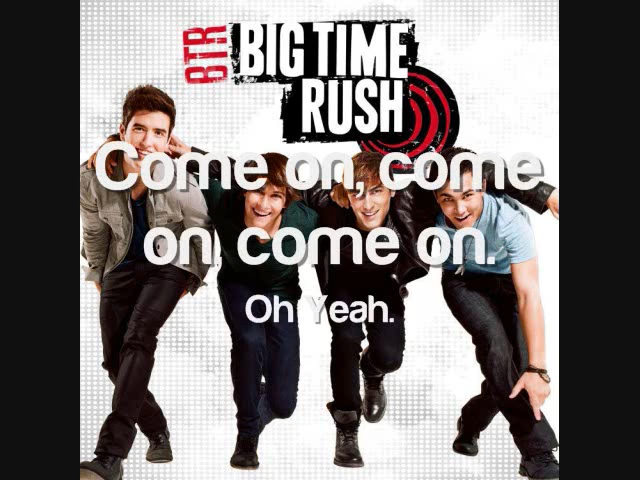 BTR
BIG TIME
RUSH
Come on, come
on, come on.
Oh Yeah.